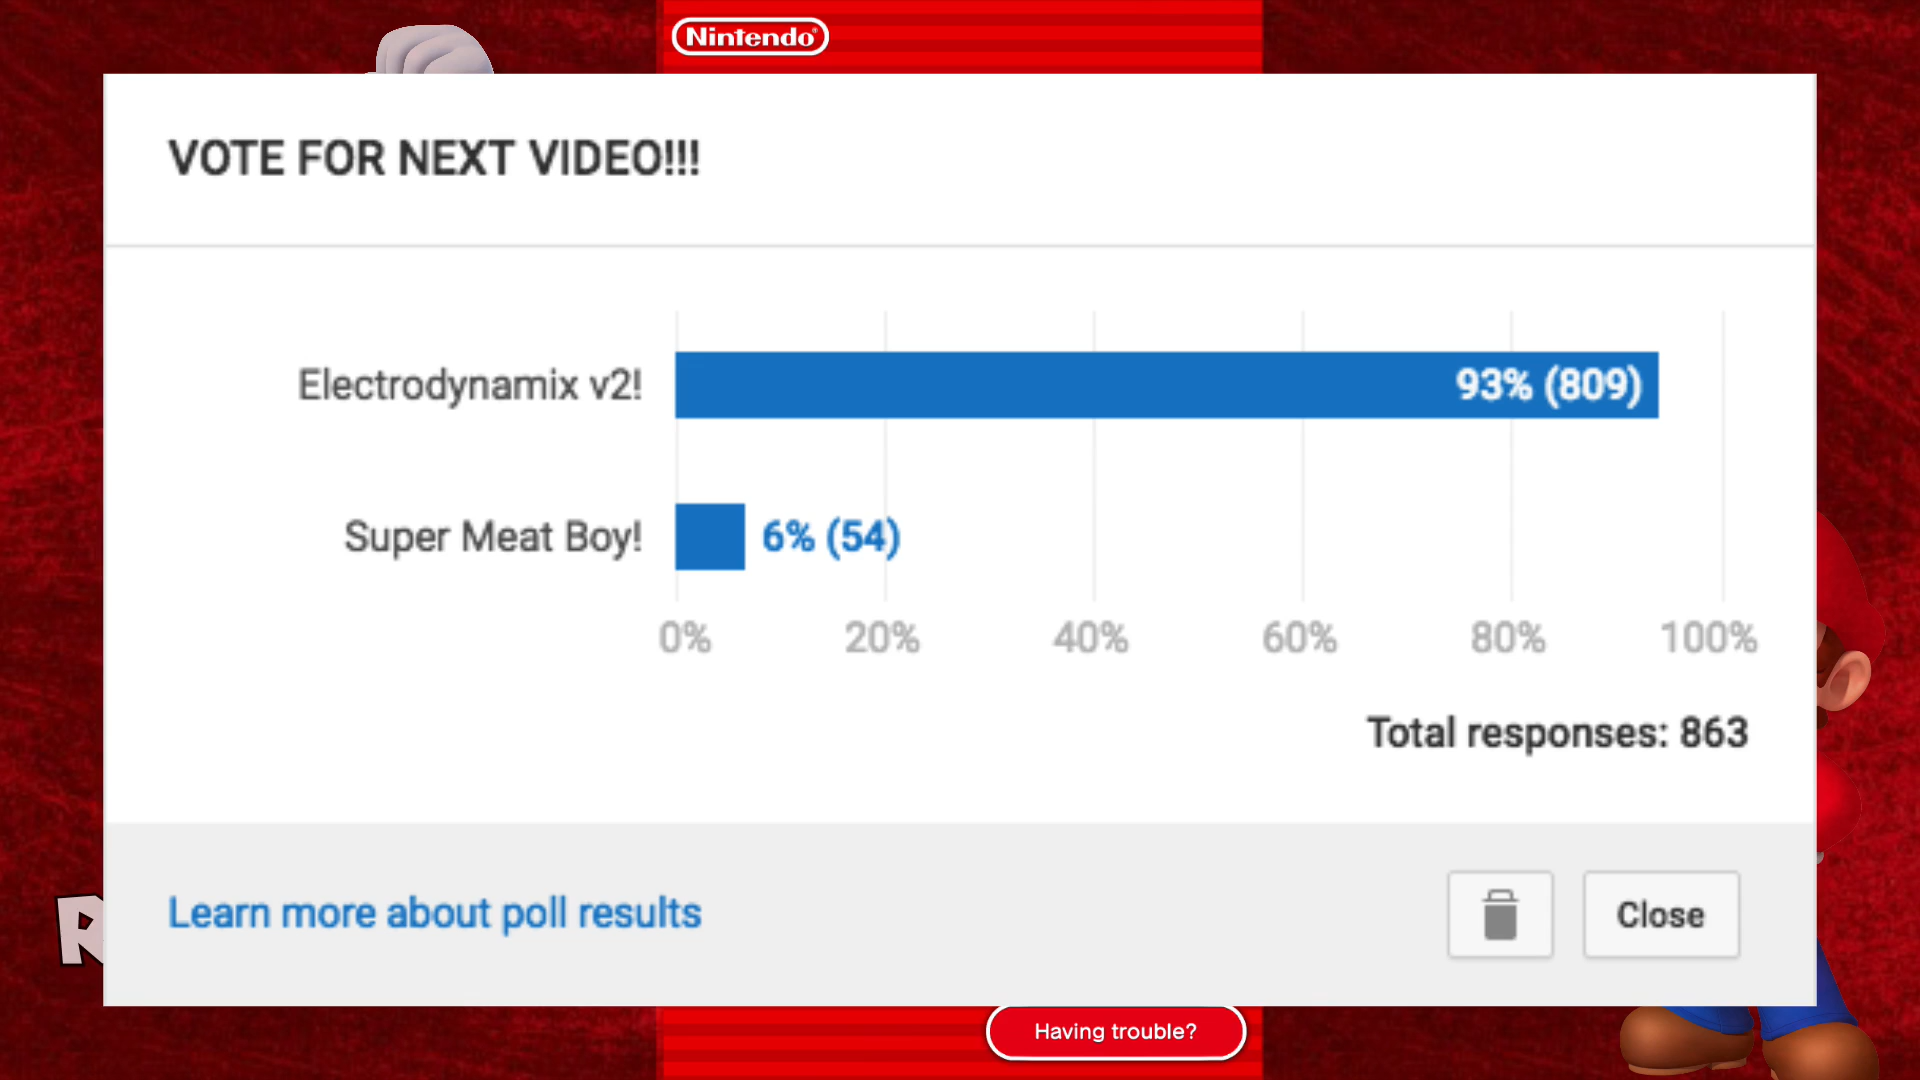 Nintendo®
VOTE FOR NEXT VIDEO!!!
Electrodynamix v2!
93% (809)
Super Meat Boy!
6% (54)
0% 20% 40% 60% 80% 100%
Total responses: 863
Learn more about poll results
Close
R
Having trouble?